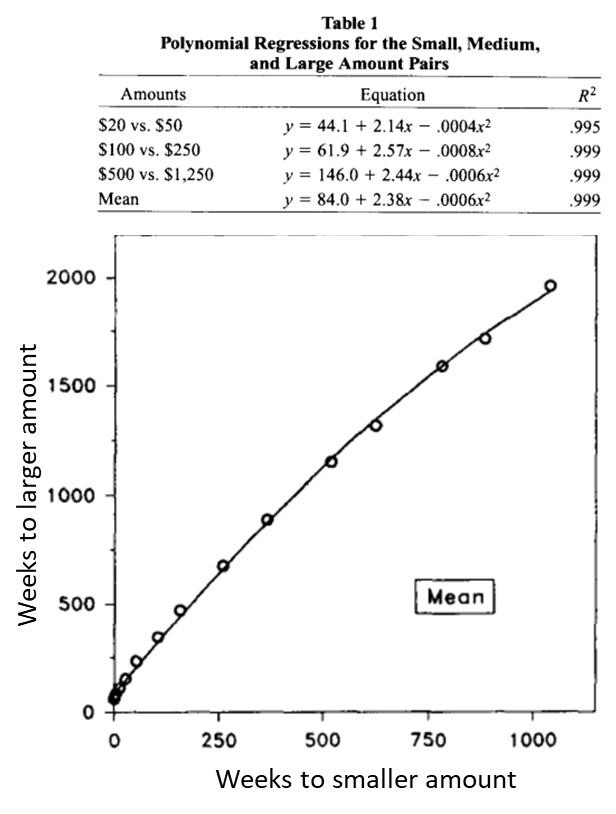 Table 1
Polynomial Regressions for the Small, Medium,
and Large Amount Pairs
Amounts Equation R²
$20 vs. $50 y = 44.1 + 2.14x − .0004x² .995
$100 vs. $250 y = 61.9 + 2.57x − .0008x² .999
$500 vs. $1,250 y = 146.0 + 2.44x − .0006x² .999
Mean y = 84.0 + 2.38x − .0006x² .999
Weeks to larger amount
2000
1500
1000
500
0
Mean
0 250 500 750 1000
Weeks to smaller amount